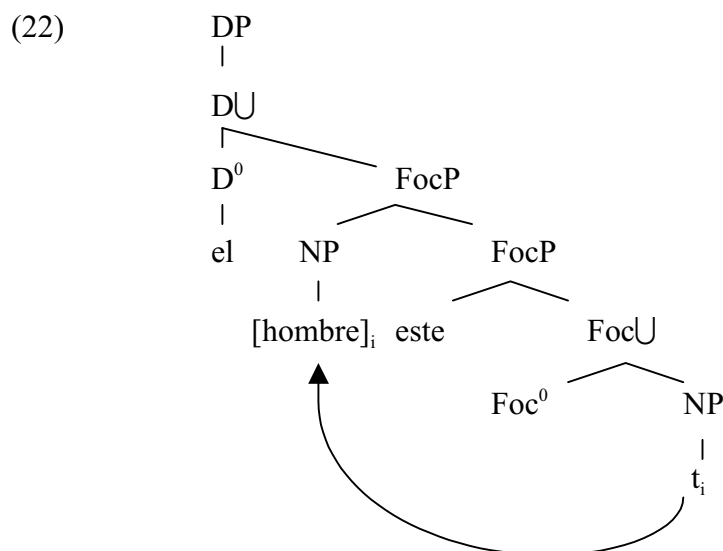 (22) DP
D⋃
D⁰ FocP
el NP FocP
[hombre]ᵢ este Foc⋃
Foc⁰ NP
tᵢ